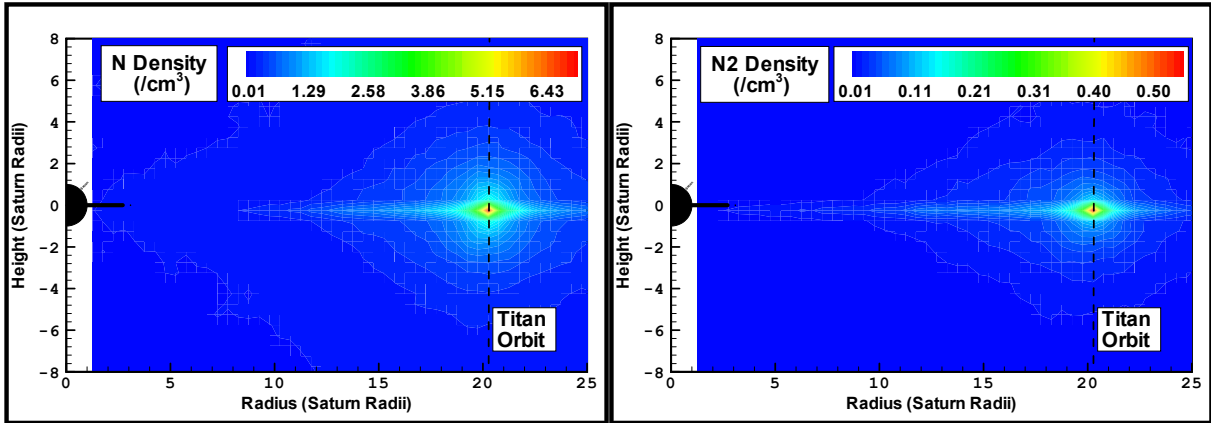 N Density
(/cm³)
0.01 1.29 2.58 3.86 5.15 6.43
8
6
4
2
0
-2
-4
-6
-8
Height (Saturn Radii)
Titan
Orbit
0 5 10 15 20 25
Radius (Saturn Radii)
N2 Density
(/cm³)
0.01 0.11 0.21 0.31 0.40 0.50
8
6
4
2
0
-2
-4
-6
-8
Height (Saturn Radii)
Titan
Orbit
0 5 10 15 20 25
Radius (Saturn Radii)